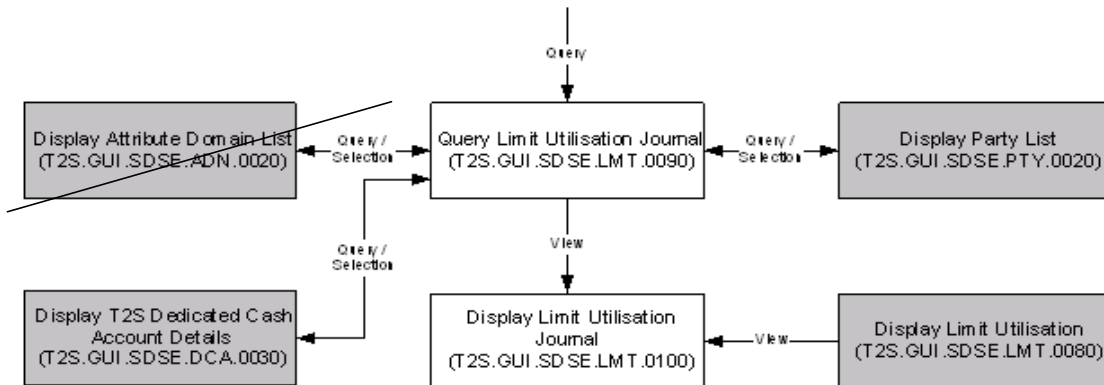 Query
Display Attribute Domain List
(T2S.GUI.SDSE.ADN.0020)
Query /
Selection
Query Limit Utilisation Journal
(T2S.GUI.SDSE.LMT.0090)
Query /
Selection
Display Party List
(T2S.GUI.SDSE.PTY.0020)
Query /
Selection
View
Display T2S Dedicated Cash
Account Details
(T2S.GUI.SDSE.DCA.0030)
Display Limit Utilisation
Journal
(T2S.GUI.SDSE.LMT.0100)
View
Display Limit Utilisation
(T2S.GUI.SDSE.LMT.0080)